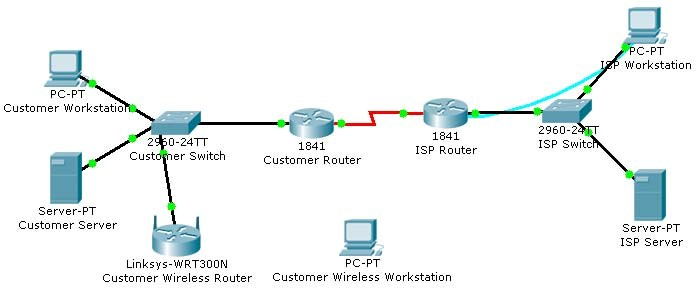 PC-PT
Customer Workstation
2960-24TT
Customer Switch
Server-PT
Customer Server
Linksys-WRT300N
Customer Wireless Router
1841
Customer Router
PC-PT
Customer Wireless Workstation
1841
ISP Router
PC-PT
ISP Workstation
2960-24TT
ISP Switch
Server-PT
ISP Server